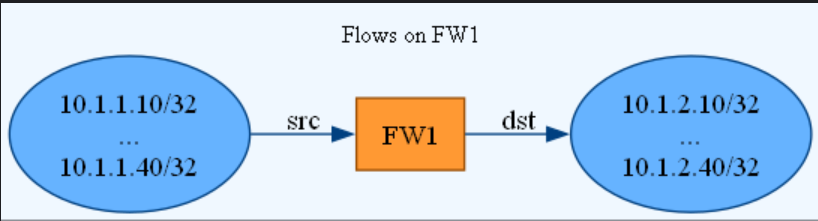 Flows on FW1
10.1.1.10/32
...
10.1.1.40/32
src
FW1
dst
10.1.2.10/32
...
10.1.2.40/32